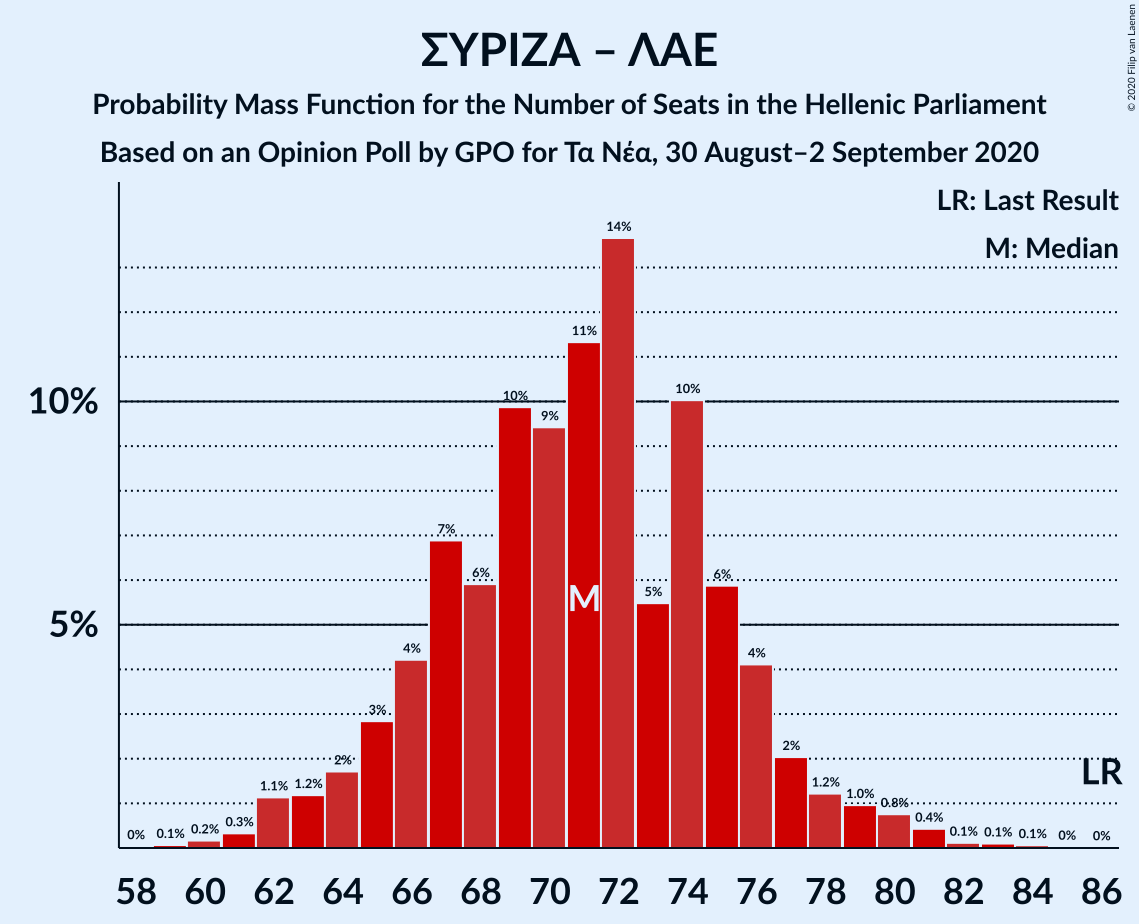 ΣΥΡΙΖΑ – ΛΑΕ
Probability Mass Function for the Number of Seats in the Hellenic Parliament
Based on an Opinion Poll by GPO for Τα Νέα, 30 August–2 September 2020
© 2020 Filip van Laenen
LR: Last Result
M: Median
10%
5%
0% 0.1% 0.2% 0.3% 1.1% 1.2% 2% 3% 4% 7% 6% 10% 9% 11% 14% 5% 10% 6% 4% 2% 1.2% 1.0% 0.8% 0.4% 0.1% 0.1% 0.1% 0% 0%
M
LR
58 60 62 64 66 68 70 72 74 76 78 80 82 84 86